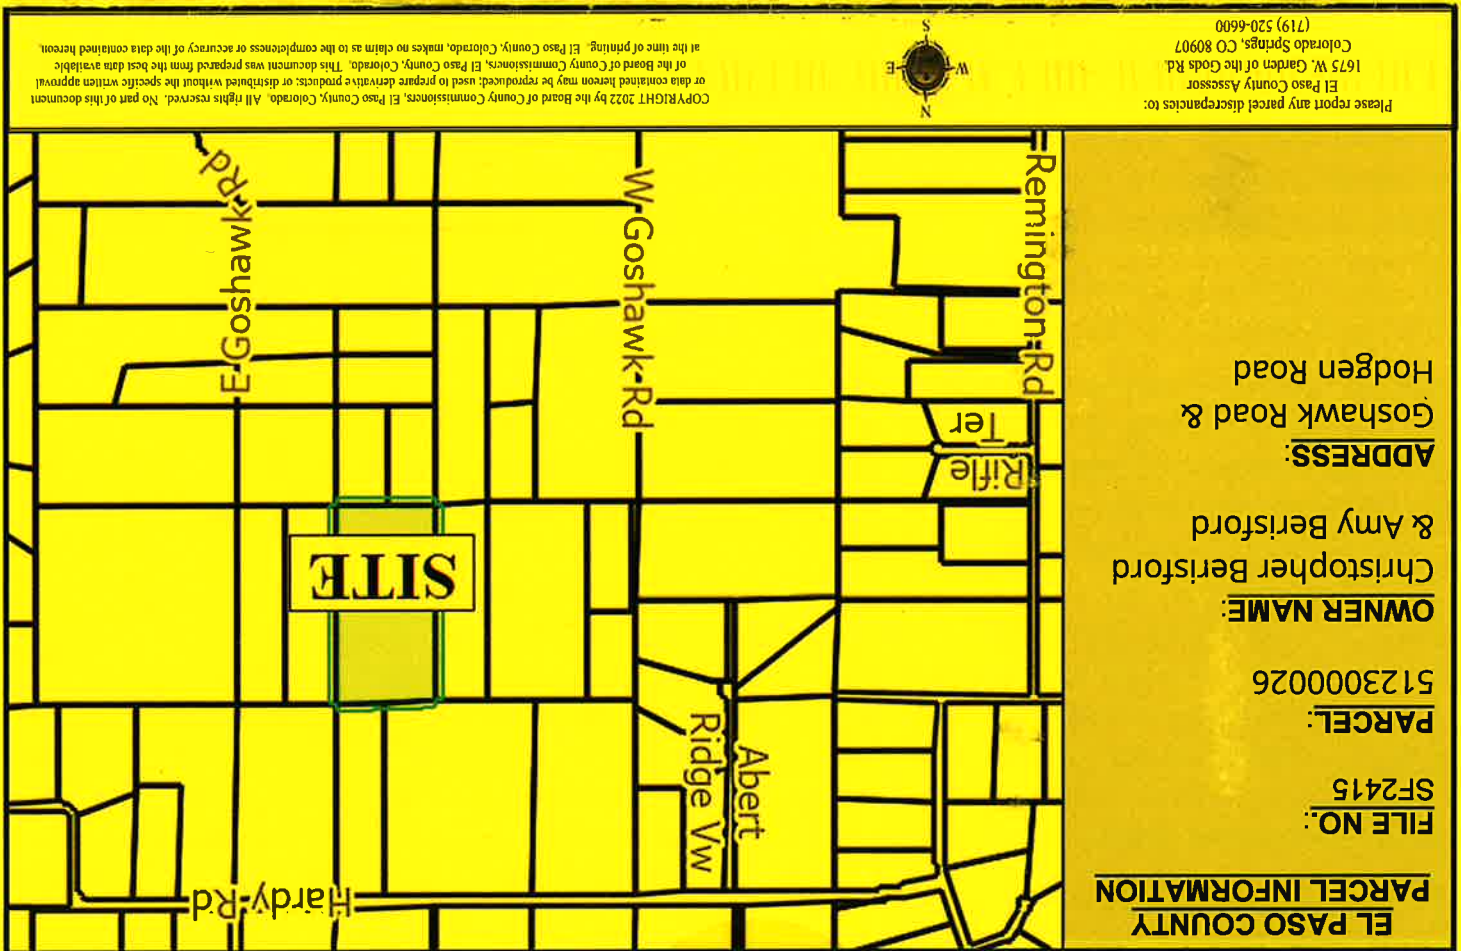 EL PASO COUNTY
PARCEL INFORMATION
FILE NO.:
SF2415
PARCEL:
5123000026
OWNER NAME:
Christopher Berisford
& Amy Berisford
ADDRESS:
Goshawk Road &
Hodgen Road
Hardy Rd
Abert
Ridge Vw
SITE
Rifle
Ter
Remington Rd
W Goshawk Rd
E Goshawk Rd
Please report any parcel discrepancies to:
El Paso County Assessor
1675 W. Garden of the Gods Rd.
Colorado Springs, CO 80907
(719) 520-6600
N
W
E
S
COPYRIGHT 2022 by the Board of County Commissioners, El Paso County, Colorado. All rights reserved. No part of this document
or data contained hereon may be reproduced; used to prepare derivative products; or distributed without the specific written approval
of the Board of County Commissioners, El Paso County, Colorado. This document was prepared from the best data available
at the time of printing. El Paso County, Colorado, makes no claim as to the completeness or accuracy of the data contained hereon.